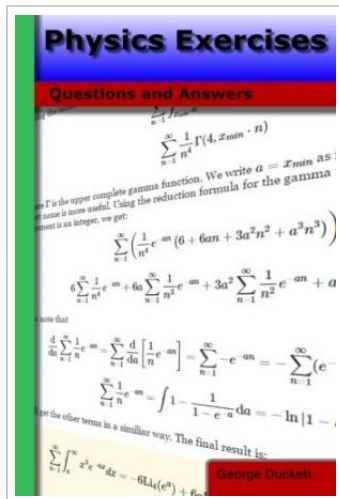 Physics Exercises
Questions and Answers
∑_{n=1}^{∞} 1/n⁴ Γ(4, x_{min} · n)
Γ is the upper complete gamma function. We write a = x_{min} as
name is more useful. Using the reduction formula for the gamma
is an integer, we get:
∑_{n=1}^{∞} (1/n⁴ e^{-an} (6 + 6an + 3a²n² + a³n³))
6∑_{n=1}^{∞} 1/n⁴ e^{-an} + 6a ∑_{n=1}^{∞} 1/n³ e^{-an} + 3a² ∑_{n=1}^{∞} 1/n² e^{-an} + a
note that
d/da ∑_{n=1}^{∞} 1/n e^{-an} = ∑_{n=1}^{∞} d/da [1/n e^{-an}] = ∑_{n=1}^{∞} -e^{-an} = -∑_{n=1}^{∞} (e^{-
∑_{n=1}^{∞} 1/n e^{-an} = ∫ 1 - 1/(1 - e^{-a}) da = - ln |1 -
get the other terms in a similiar way. The final result is:
George Duckett